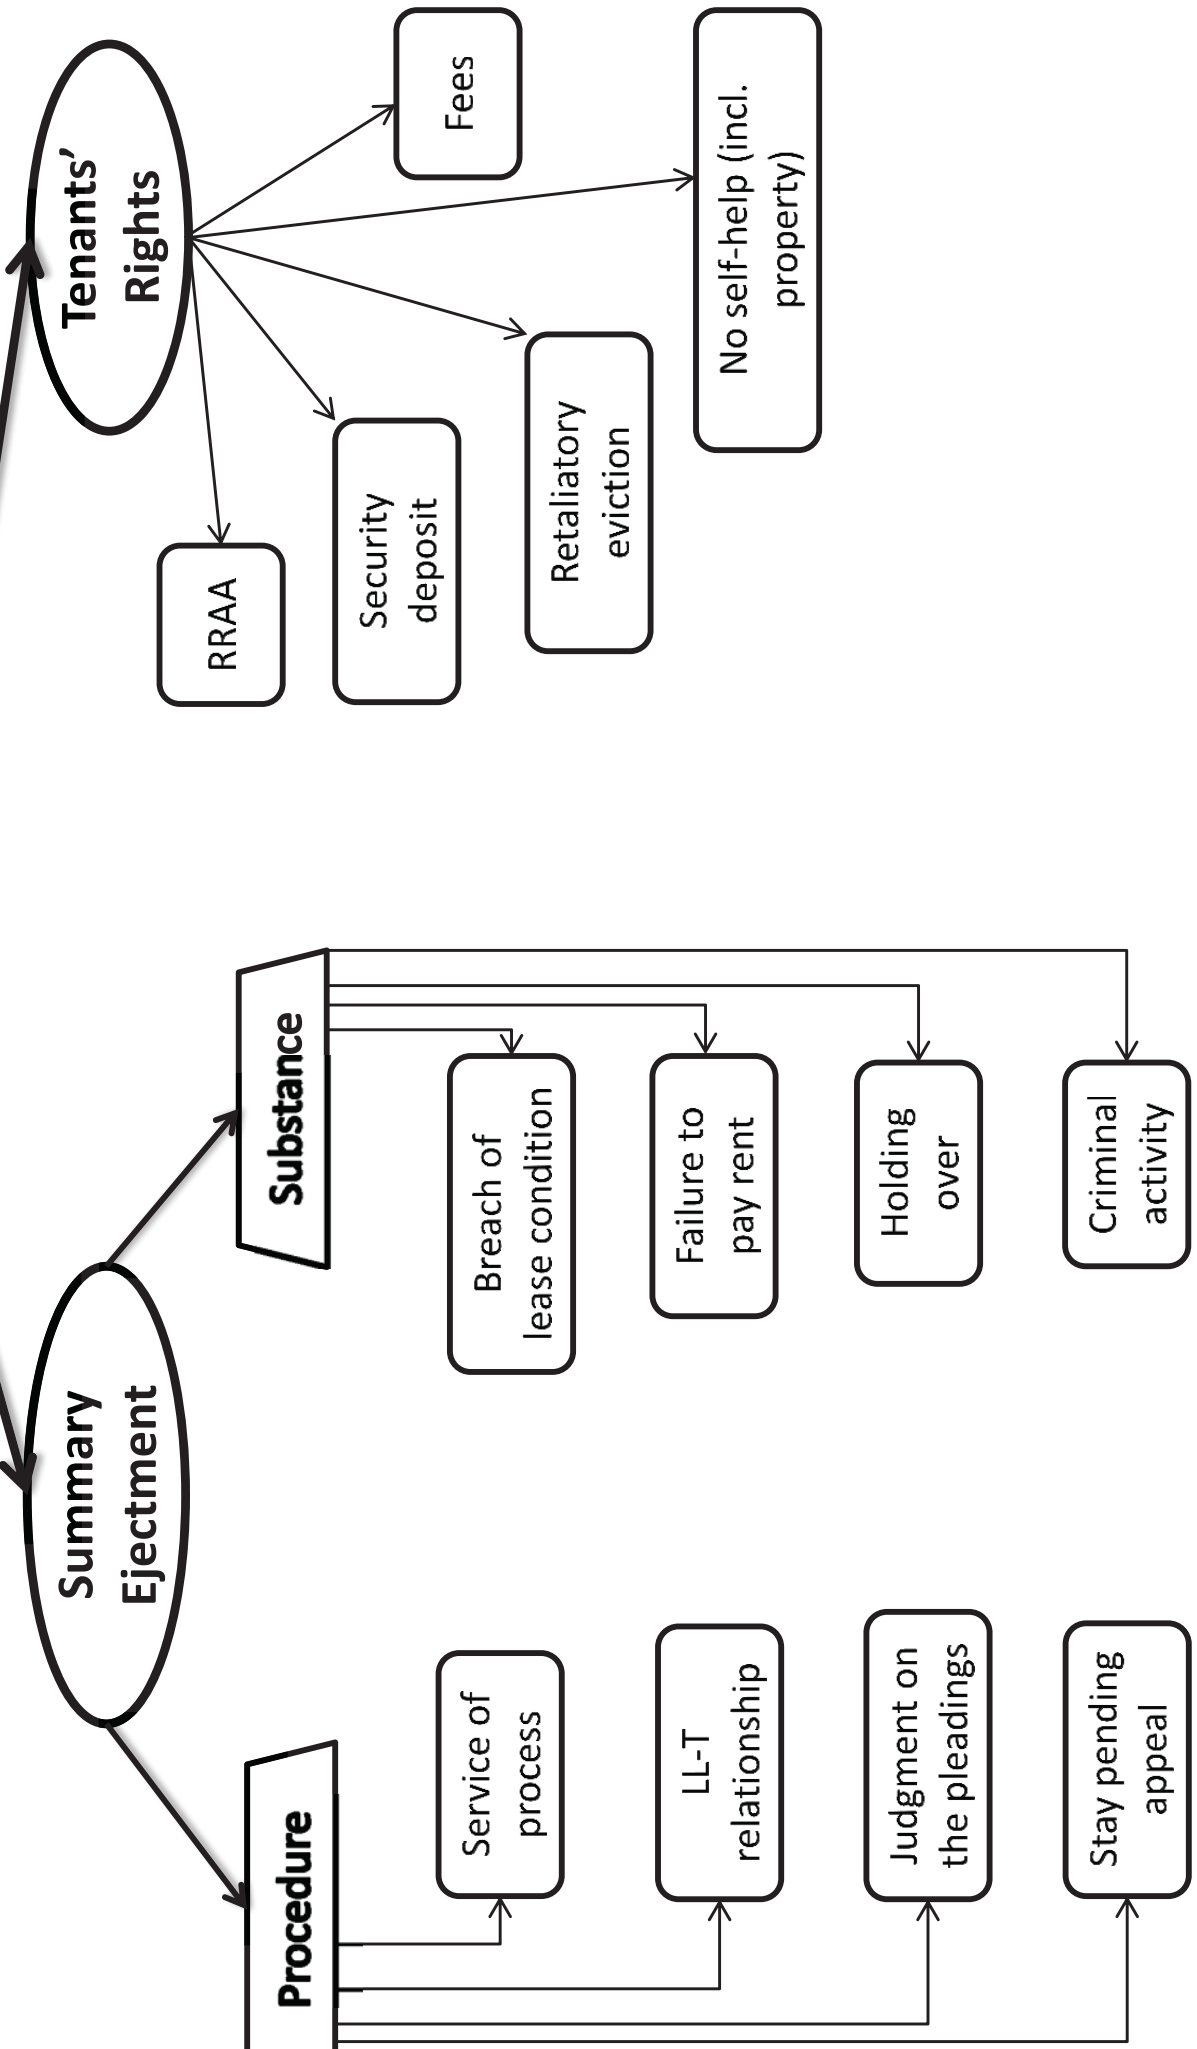 Summary
Ejectment
Procedure
Service of
process
LL-T
relationship
Judgment on
the pleadings
Stay pending
appeal
Substance
Breach of
lease condition
Failure to
pay rent
Holding
over
Criminal
activity
Tenants’
Rights
RRAA
Security
deposit
Retaliatory
eviction
No self-help (incl.
property)
Fees